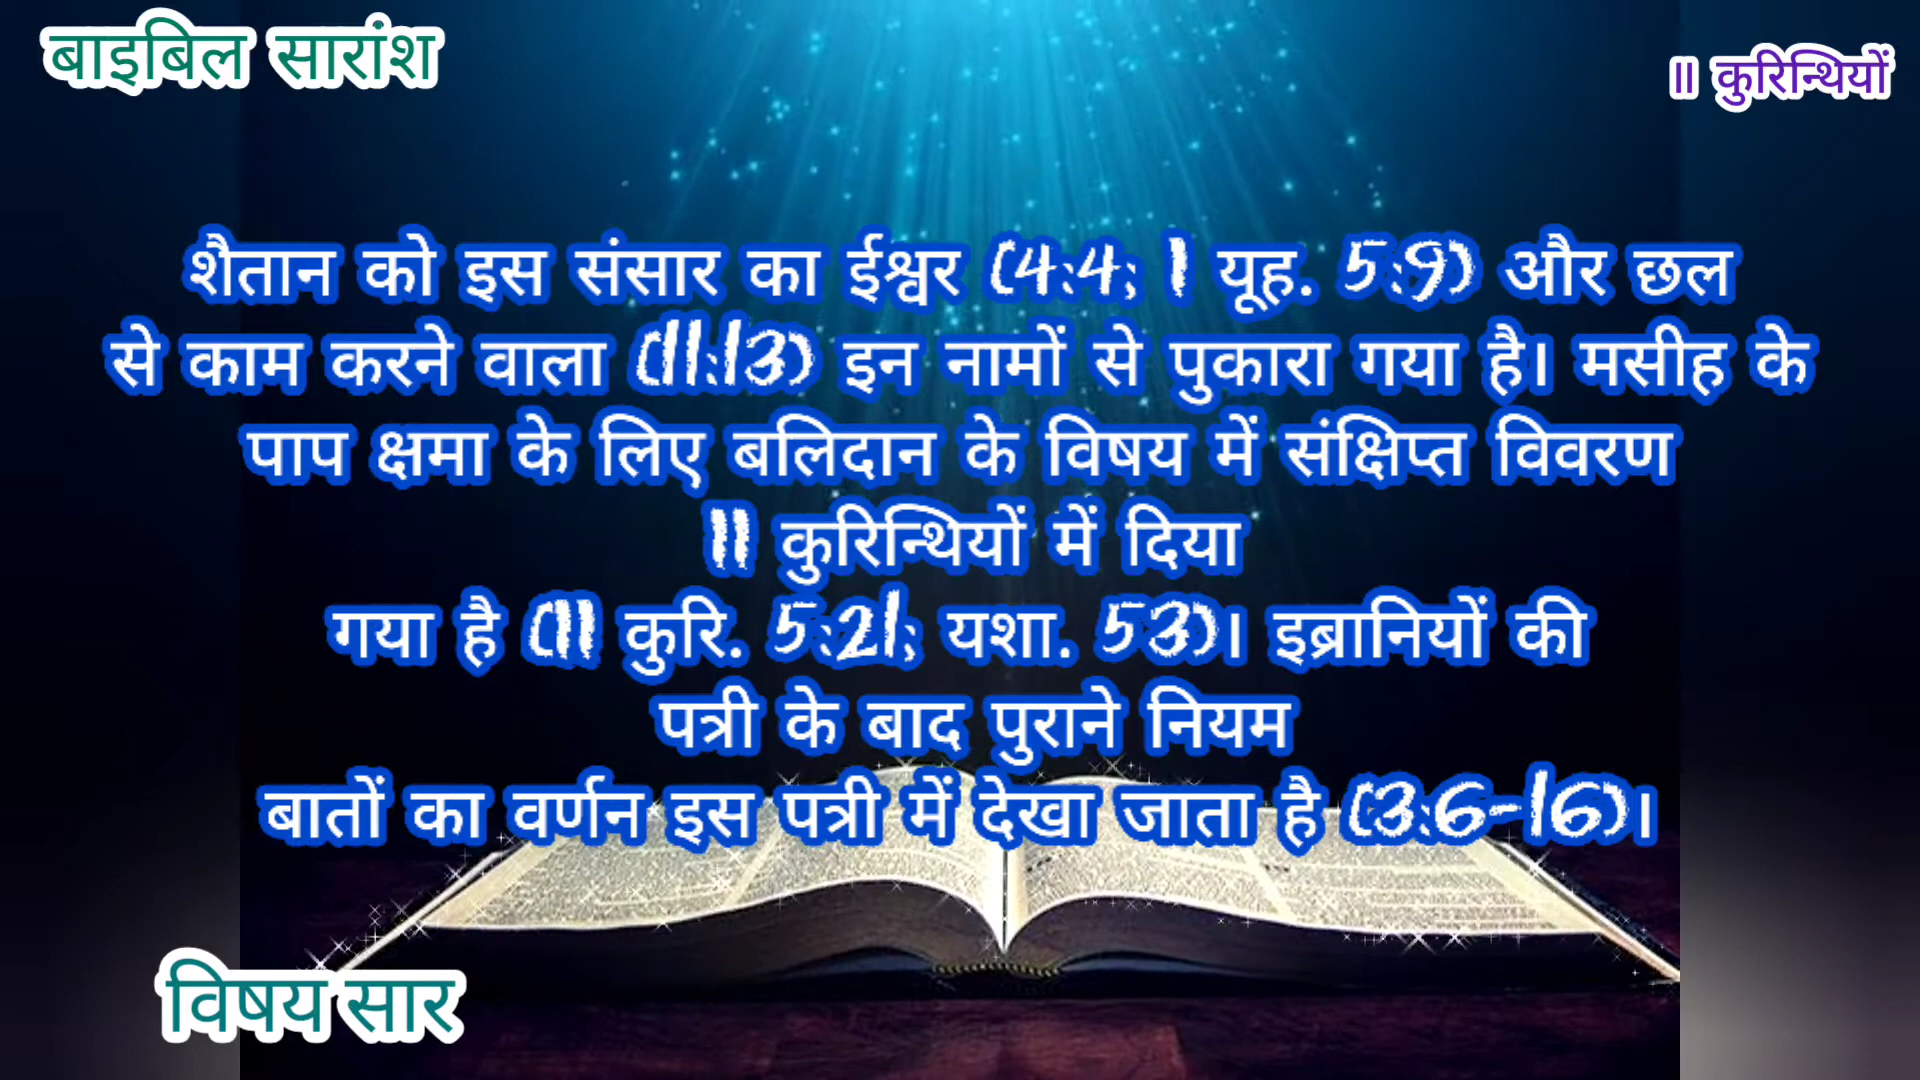 बाइबिल सारांश
II कुरिन्थियों
शैतान को इस संसार का ईश्वर (4:4; 1 यूह. 5:9) और छल
से काम करने वाला (11:13) इन नामों से पुकारा गया है। मसीह के
पाप क्षमा के लिए बलिदान के विषय में संक्षिप्त विवरण
II कुरिन्थियों में दिया
गया है (II कुरि. 5:21; यशा. 53)। इब्रानियों की
पत्री के बाद पुराने नियम
बातों का वर्णन इस पत्री में देखा जाता है (3:6-16)।
विषय सार